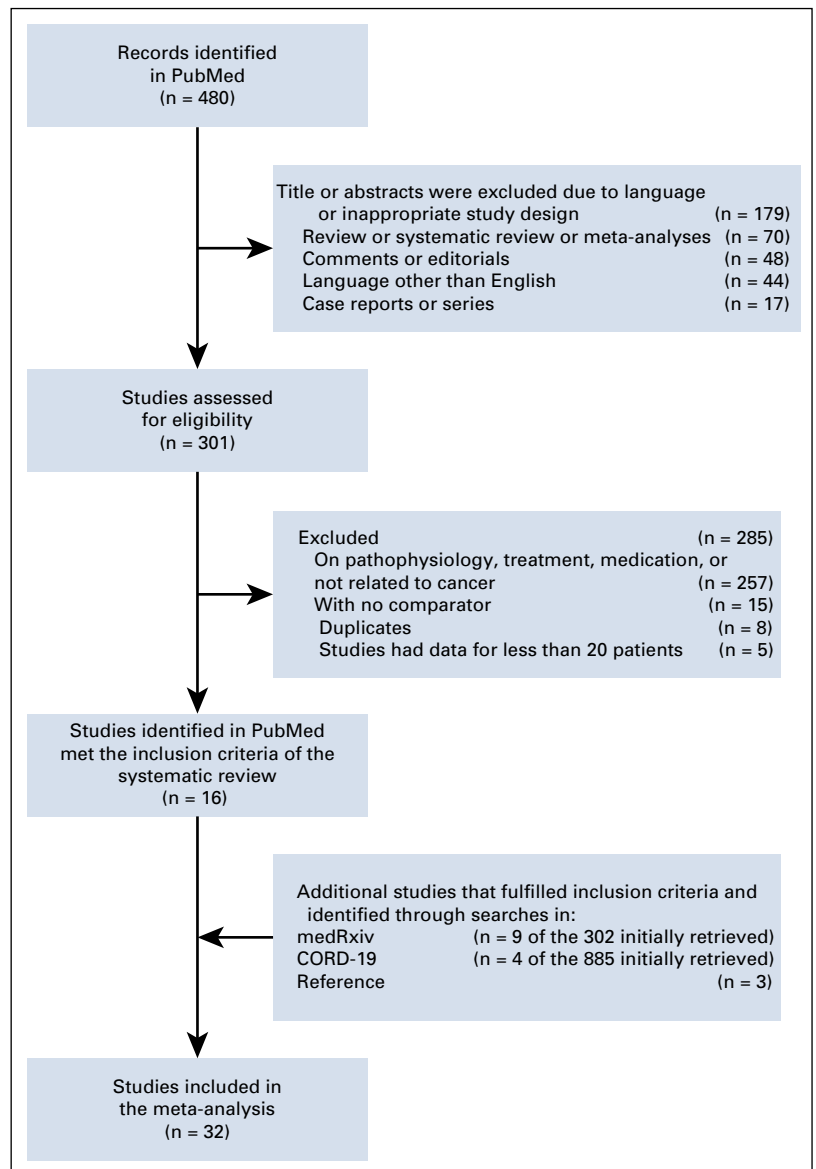 Records identified
in PubMed
(n = 480)
Title or abstracts were excluded due to language
or inappropriate study design (n = 179)
Review or systematic review or meta-analyses (n = 70)
Comments or editorials (n = 48)
Language other than English (n = 44)
Case reports or series (n = 17)
Studies assessed
for eligibility
(n = 301)
Excluded (n = 285)
On pathophysiology, treatment, medication, or
not related to cancer (n = 257)
With no comparator (n = 15)
Duplicates (n = 8)
Studies had data for less than 20 patients (n = 5)
Studies identified in PubMed
met the inclusion criteria of the
systematic review
(n = 16)
Additional studies that fulfilled inclusion criteria and
identified through searches in:
medRxiv (n = 9 of the 302 initially retrieved)
CORD-19 (n = 4 of the 885 initially retrieved)
Reference (n = 3)
Studies included in
the meta-analysis
(n = 32)